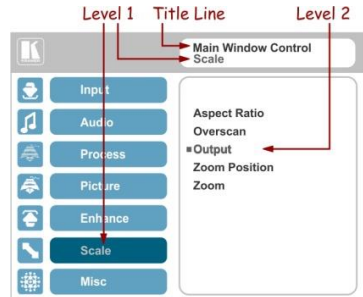 Level 1 Title Line Level 2
Main Window Control
Scale
Input
Audio
Process
Picture
Enhance
Scale
Misc
Aspect Ratio
Overscan
Output
Zoom Position
Zoom